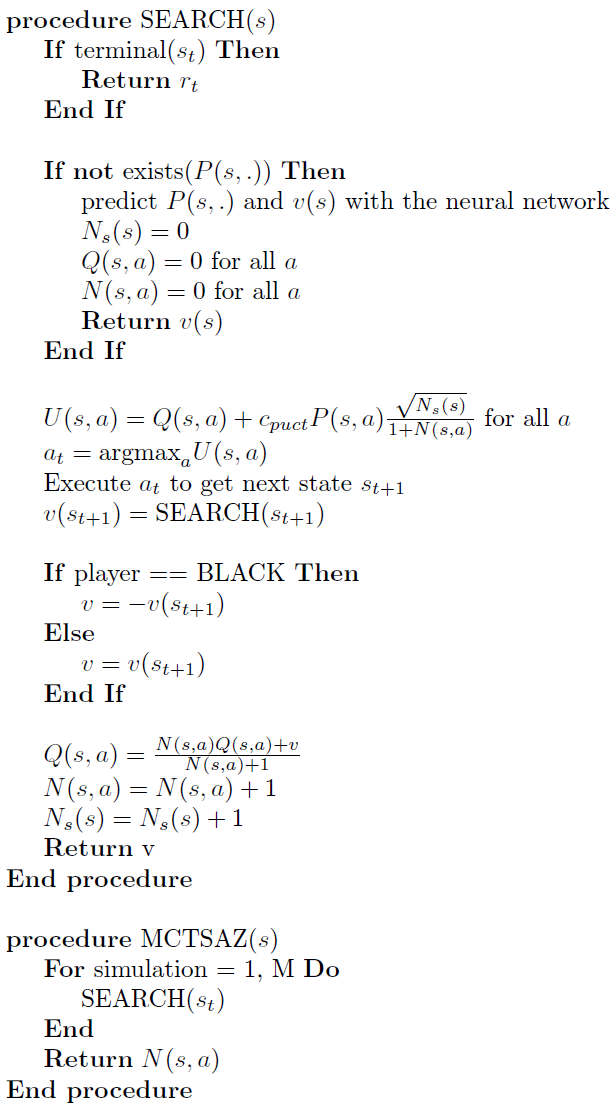 procedure SEARCH(s)
If terminal(s_t) Then
Return r_t
End If
If not exists(P(s, .)) Then
predict P(s, .) and v(s) with the neural network
N_s(s) = 0
Q(s, a) = 0 for all a
N(s, a) = 0 for all a
Return v(s)
End If
U(s, a) = Q(s, a) + c_{puct}P(s, a)\frac{\sqrt{N_s(s)}}{1+N(s,a)} for all a
a_t = argmax_a U(s, a)
Execute a_t to get next state s_{t+1}
v(s_{t+1}) = SEARCH(s_{t+1})
If player == BLACK Then
v = −v(s_{t+1})
Else
v = v(s_{t+1})
End If
Q(s, a) = \frac{N(s,a)Q(s,a)+v}{N(s,a)+1}
N(s, a) = N(s, a) + 1
N_s(s) = N_s(s) + 1
Return v
End procedure
procedure MCTSAZ(s)
For simulation = 1, M Do
SEARCH(s_t)
End
Return N(s, a)
End procedure